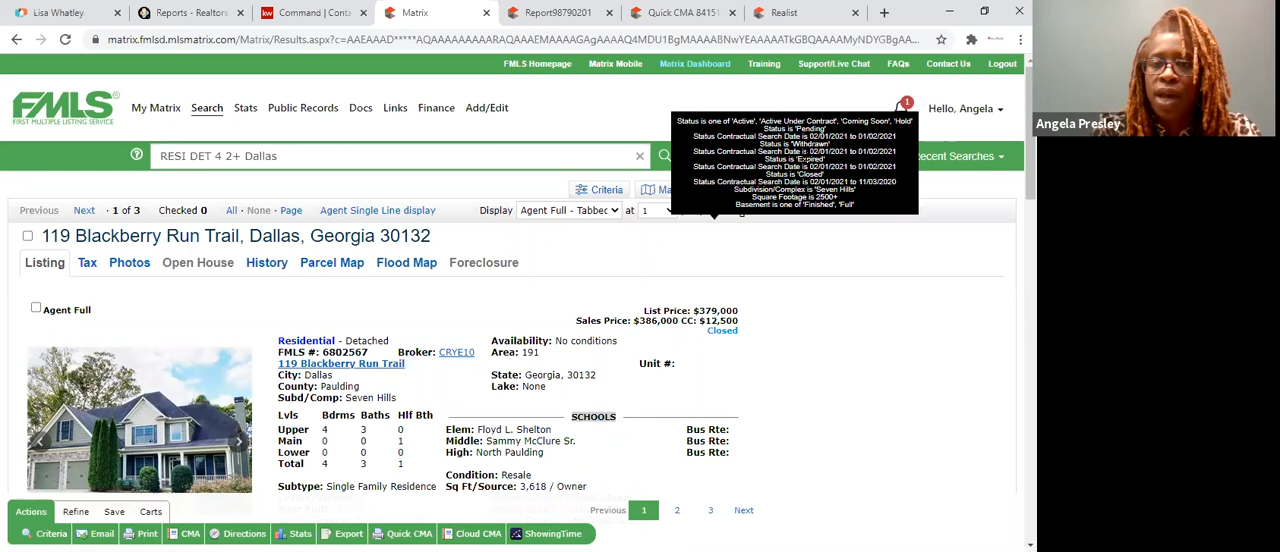 Lisa Whatley
Reports - Realtors
Command | Conta
Matrix
Report98790201
Quick CMA 84151
Realist
matrix.fmlsd.mlsmatrix.com/Matrix/Results.aspx?c=AAEAAAD*****AQAAAAAAAAARAQAAAEMAAAAGAgAAAAQ4MDU1BgMAAAABNwYEAAAAATkGBQAAAAMyNDYGBgAA...
FMLS Homepage
Matrix Mobile
Matrix Dashboard
Training
Support/Live Chat
FAQs
Contact Us
Logout
FMLS
FIRST MULTIPLE LISTING SERVICE
My Matrix
Search
Stats
Public Records
Docs
Links
Finance
Add/Edit
1
Hello, Angela
Status is one of 'Active', 'Active Under Contract', 'Coming Soon', 'Hold'
Status is 'Pending'
Status Contractual Search Date is 02/01/2021 to 01/02/2021
Status is 'Withdrawn'
Status Contractual Search Date is 02/01/2021 to 01/02/2021
Status is 'Expired'
Status Contractual Search Date is 02/01/2021 to 01/02/2021
Status is 'Closed'
Status Contractual Search Date is 02/01/2021 to 11/03/2020
Subdivision/Complex is 'Seven Hills'
Square Footage is 2500+
Basement is one of 'Finished', 'Full'
Angela Presley
RESI DET 4 2+ Dallas
ecent Searches
Criteria
Ma
Previous Next · 1 of 3 Checked 0 All · None · Page Agent Single Line display Display Agent Full - Tabbec at 1
119 Blackberry Run Trail, Dallas, Georgia 30132
Listing Tax Photos Open House History Parcel Map Flood Map Foreclosure
Agent Full
List Price: $379,000
Sales Price: $386,000 CC: $12,500
Closed
Residential - Detached
Availability: No conditions
FMLS #: 6802567 Broker: CRYE10
Area: 191
119 Blackberry Run Trail
Unit #:
City: Dallas
State: Georgia, 30132
County: Paulding
Lake: None
Subd/Comp: Seven Hills
Lvls Bdrms Baths Hlf Bth
SCHOOLS
Upper 4 3 0
Elem: Floyd L. Shelton Bus Rte:
Main 0 0 1
Middle: Sammy McClure Sr. Bus Rte:
Lower 0 0 0
High: North Paulding Bus Rte:
Total 4 3 1
Condition: Resale
Subtype: Single Family Residence
Sq Ft/Source: 3,618 / Owner
Actions Refine Save Carts
Previous 1 2 3 Next
Criteria Email Print CMA Directions Stats Export Quick CMA Cloud CMA ShowingTime